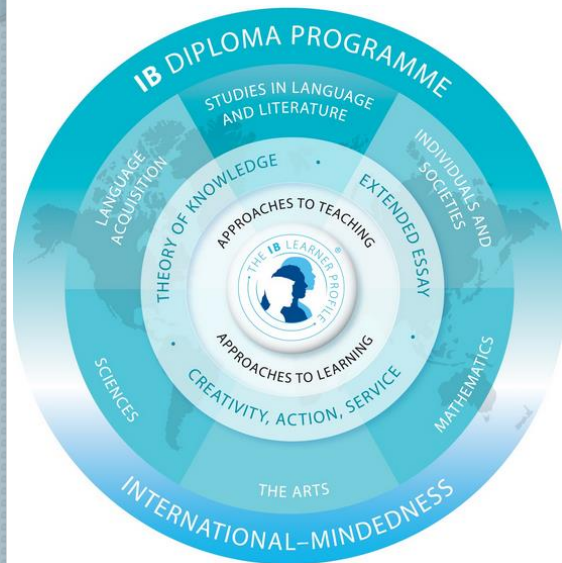 IB DIPLOMA PROGRAMME
STUDIES IN LANGUAGE
AND LITERATURE
LANGUAGE
ACQUISITION
INDIVIDUALS AND
SOCIETIES
THEORY OF KNOWLEDGE
EXTENDED ESSAY
APPROACHES TO TEACHING
THE IB LEARNER PROFILE ®
APPROACHES TO LEARNING
CREATIVITY, ACTION, SERVICE
SCIENCES
MATHEMATICS
THE ARTS
INTERNATIONAL–MINDEDNESS